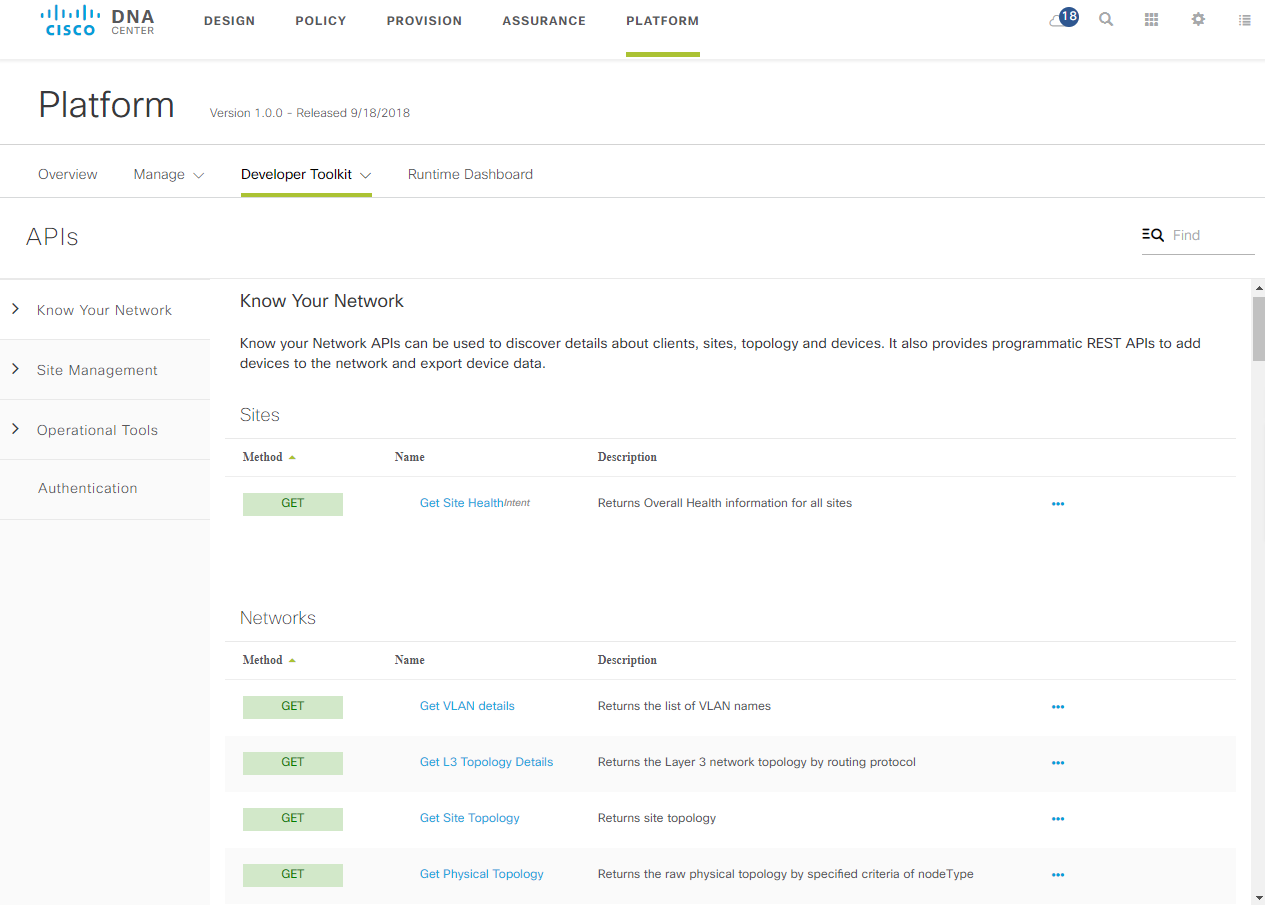 CISCO DNA CENTER
DESIGN POLICY PROVISION ASSURANCE PLATFORM 18
Platform Version 1.0.0 - Released 9/18/2018
Overview Manage Developer Toolkit Runtime Dashboard
APIs Find
Know Your Network
Site Management
Operational Tools
Authentication
Know Your Network
Know your Network APIs can be used to discover details about clients, sites, topology and devices. It also provides programmatic REST APIs to add
devices to the network and export device data.
Sites
Method Name Description
GET Get Site HealthIntent Returns Overall Health information for all sites
Networks
Method Name Description
GET Get VLAN details Returns the list of VLAN names
GET Get L3 Topology Details Returns the Layer 3 network topology by routing protocol
GET Get Site Topology Returns site topology
GET Get Physical Topology Returns the raw physical topology by specified criteria of nodeType